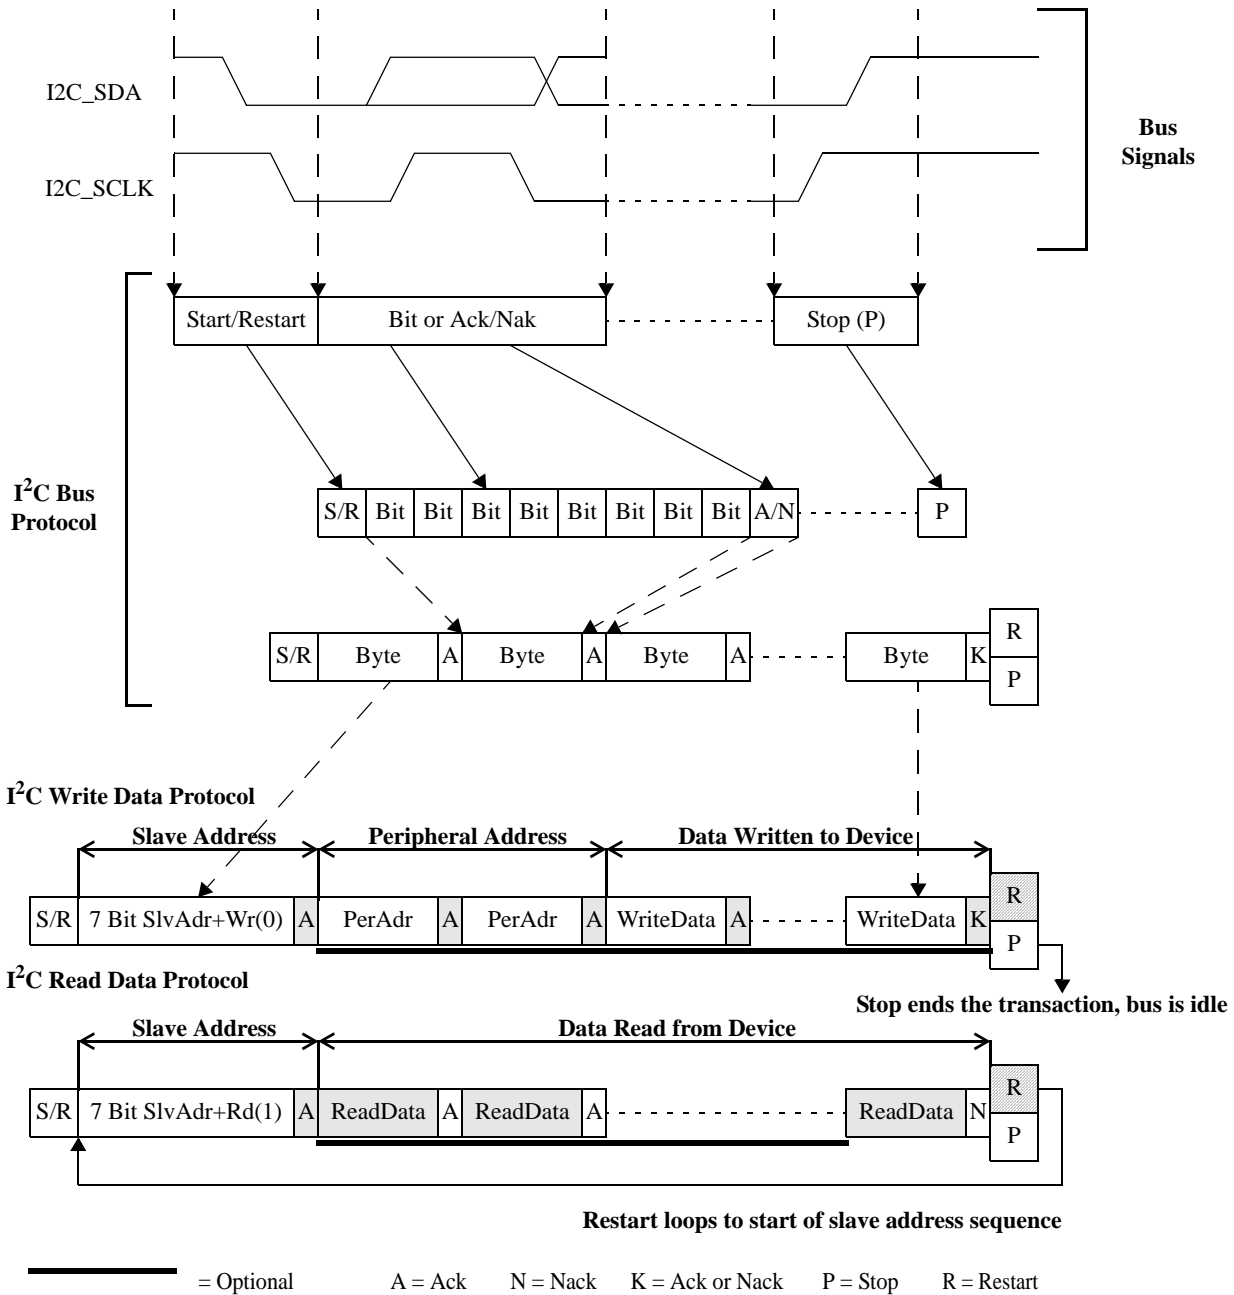 I2C_SDA
Bus
Signals
I2C_SCLK
Start/Restart Bit or Ack/Nak Stop (P)
I2C Bus
Protocol
S/R Bit Bit Bit Bit Bit Bit Bit Bit A/N P
S/R Byte A Byte A Byte A Byte K R
P
I2C Write Data Protocol
Slave Address Peripheral Address Data Written to Device
S/R 7 Bit SlvAdr+Wr(0) A PerAdr A PerAdr A WriteData A WriteData K R
P
I2C Read Data Protocol
Stop ends the transaction, bus is idle
Slave Address Data Read from Device
S/R 7 Bit SlvAdr+Rd(1) A ReadData A ReadData A ReadData N R
P
Restart loops to start of slave address sequence
= Optional A = Ack N = Nack K = Ack or Nack P = Stop R = Restart